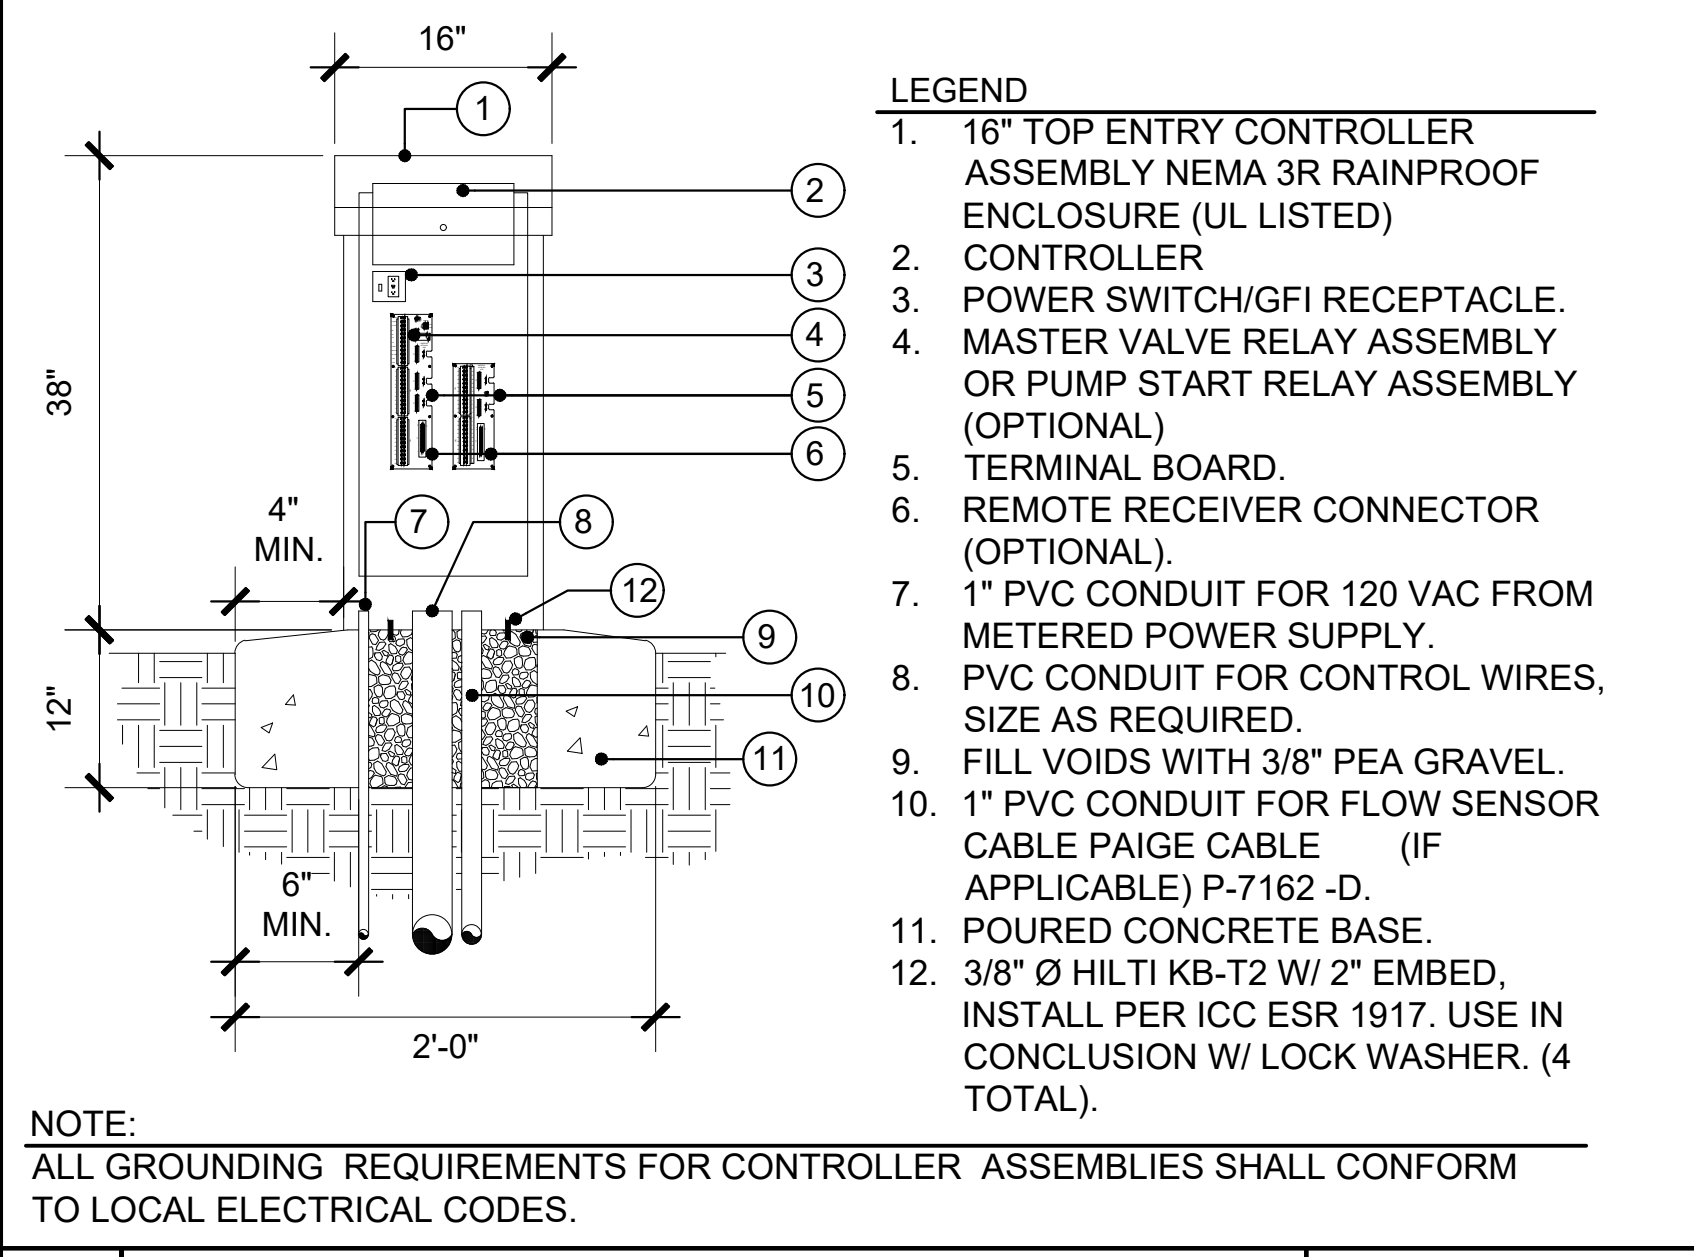 16"
1
2
3
4
5
6
38"
4"
MIN.
7
8
12
9
10
11
12"
6"
MIN.
2'-0"
LEGEND
1. 16" TOP ENTRY CONTROLLER
ASSEMBLY NEMA 3R RAINPROOF
ENCLOSURE (UL LISTED)
2. CONTROLLER
3. POWER SWITCH/GFI RECEPTACLE.
4. MASTER VALVE RELAY ASSEMBLY
OR PUMP START RELAY ASSEMBLY
(OPTIONAL)
5. TERMINAL BOARD.
6. REMOTE RECEIVER CONNECTOR
(OPTIONAL).
7. 1" PVC CONDUIT FOR 120 VAC FROM
METERED POWER SUPPLY.
8. PVC CONDUIT FOR CONTROL WIRES,
SIZE AS REQUIRED.
9. FILL VOIDS WITH 3/8" PEA GRAVEL.
10. 1" PVC CONDUIT FOR FLOW SENSOR
CABLE PAIGE CABLE (IF
APPLICABLE) P-7162 -D.
11. POURED CONCRETE BASE.
12. 3/8" Ø HILTI KB-T2 W/ 2" EMBED,
INSTALL PER ICC ESR 1917. USE IN
CONCLUSION W/ LOCK WASHER. (4
TOTAL).
NOTE:
ALL GROUNDING REQUIREMENTS FOR CONTROLLER ASSEMBLIES SHALL CONFORM
TO LOCAL ELECTRICAL CODES.